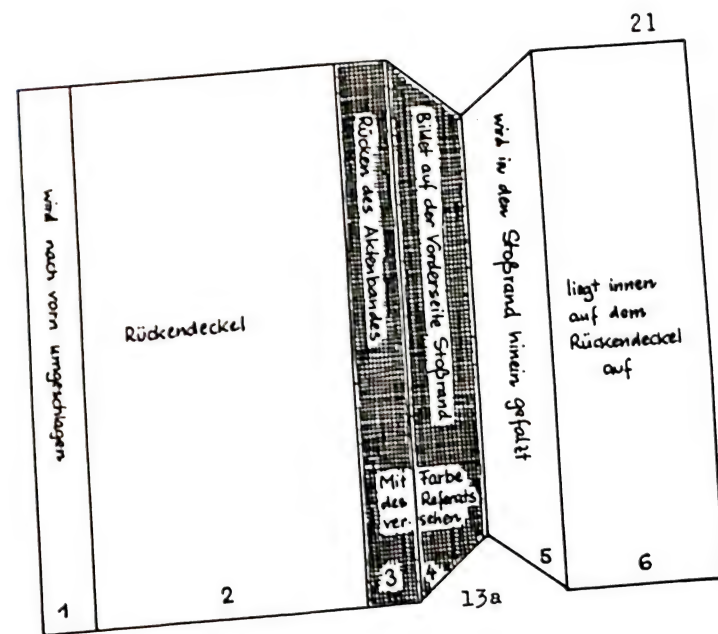 21
wird nach vorn umgeschlagen
Rückendeckel
Rücken des Aktenbandes
Bildet auf der Vorderseite Stoßrand
wird in den Stoßrand hinein gefalzt
liegt innen
auf dem
Rückendeckel
auf
Mit Farbe
des Referats
ver- sehen
1
2
3
4
5
6
13a